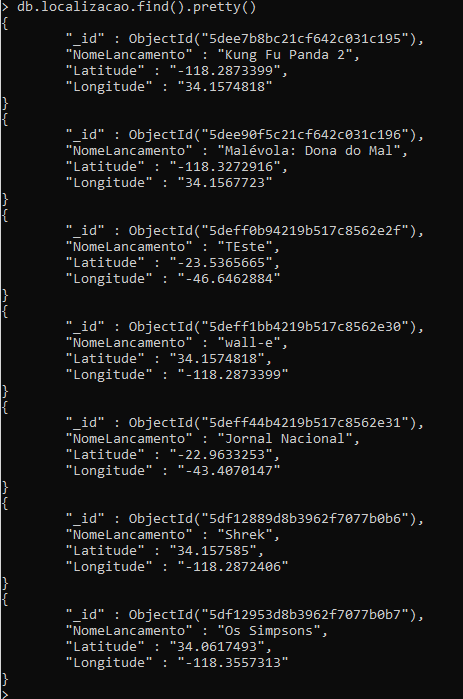 > db.localizacao.find().pretty()
{
"_id" : ObjectId("5dee7b8bc21cf642c031c195"),
"NomeLancamento" : "Kung Fu Panda 2",
"Latitude" : "-118.2873399",
"Longitude" : "34.1574818"
}
{
"_id" : ObjectId("5dee90f5c21cf642c031c196"),
"NomeLancamento" : "Malévola: Dona do Mal",
"Latitude" : "-118.3272916",
"Longitude" : "34.1567723"
}
{
"_id" : ObjectId("5deff0b94219b517c8562e2f"),
"NomeLancamento" : "TEste",
"Latitude" : "-23.5365665",
"Longitude" : "-46.6462884"
}
{
"_id" : ObjectId("5deff1bb4219b517c8562e30"),
"NomeLancamento" : "wall-e",
"Latitude" : "34.1574818",
"Longitude" : "-118.2873399"
}
{
"_id" : ObjectId("5deff44b4219b517c8562e31"),
"NomeLancamento" : "Jornal Nacional",
"Latitude" : "-22.9633253",
"Longitude" : "-43.4070147"
}
{
"_id" : ObjectId("5df12889d8b3962f7077b0b6"),
"NomeLancamento" : "Shrek",
"Latitude" : "34.157585",
"Longitude" : "-118.2872406"
}
{
"_id" : ObjectId("5df12953d8b3962f7077b0b7"),
"NomeLancamento" : "Os Simpsons",
"Latitude" : "34.0617493",
"Longitude" : "-118.3557313"
}
>